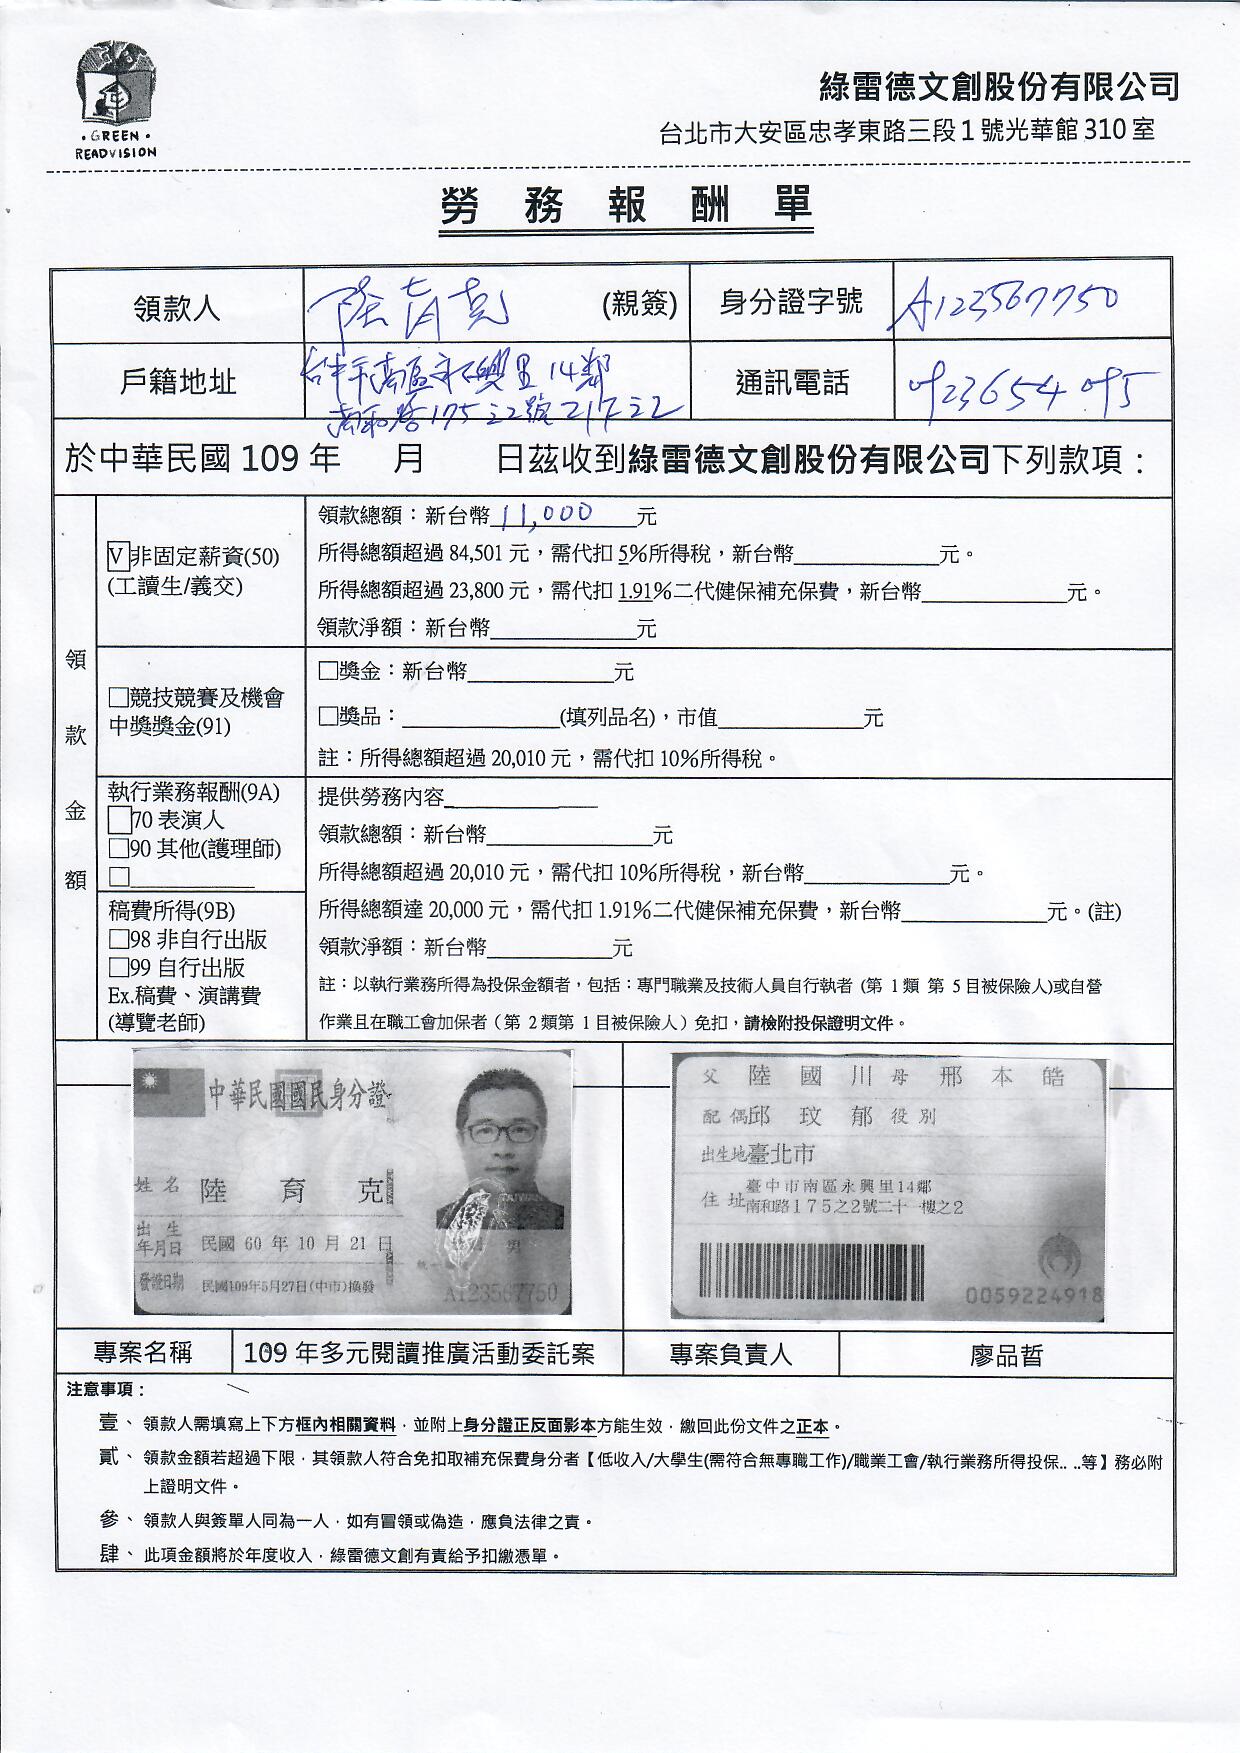 GREEN
READVISION
綠雷德文創股份有限公司
台北市大安區忠孝東路三段1號光華館310室
勞務報酬單
領款人 陸育克 (親簽) 身分證字號 A123567750
戶籍地址 台中市南區永興里14鄰
南和路175之2號21F之2
通訊電話 0923654095
於中華民國109年 月 日茲收到綠雷德文創股份有限公司下列款項：
領款金額
V非固定薪資(50)
(工讀生/義交)
領款總額：新台幣11,000元
所得總額超過84,501元，需代扣5%所得稅，新台幣____元。
所得總額超過23,800元，需代扣1.91%二代健保補充保費，新台幣____元。
領款淨額：新台幣____元
□競技競賽及機會
中獎獎金(91)
□獎金：新台幣____元
□獎品：____(填列品名)，市值____元
註：所得總額超過20,010元，需代扣10%所得稅。
執行業務報酬(9A)
□70表演人
□90其他(護理師)
□____
稿費所得(9B)
□98非自行出版
□99自行出版
Ex.稿費、演講費
(導覽老師)
提供勞務內容____
領款總額：新台幣____元
所得總額超過20,010元，需代扣10%所得稅，新台幣____元。
所得總額達20,000元，需代扣1.91%二代健保補充保費，新台幣____元。(註)
領款淨額：新台幣____元
註：以執行業務所得為投保金額者，包括：專門職業及技術人員自行執者(第1類 第5目被保險人)或自營
作業且在職工會加保者（第2類第1目被保險人）免扣，請檢附投保證明文件。
中華民國國民身分證
姓名 陸育克
出生年月日 民國60年10月21日
男
發證日期 民國109年5月27日(中市)換發
A123567750
TAIWAN
父 陸國川 母 邢本皓
配偶 邱玟郁 役別
出生地 臺北市
住址 臺中市南區永興里14鄰
南和路175之2號二十一樓之2
0059224918
專案名稱 109年多元閱讀推廣活動委託案 專案負責人 廖品晢
注意事項：
壹、領款人需填寫上下方框內相關資料，並附上身分證正反面影本方能生效，繳回此份文件之正本。
貳、領款金額若超過下限，其領款人符合免扣取補充保費身分者【低收入/大學生(需符合無專職工作)/職業工會/執行業務所得投保....等】務必附
上證明文件。
參、領款人與簽單人同為一人，如有冒領或偽造，應負法律之責。
肆、此項金額將於年度收入，綠雷德文創有責給予扣繳憑單。